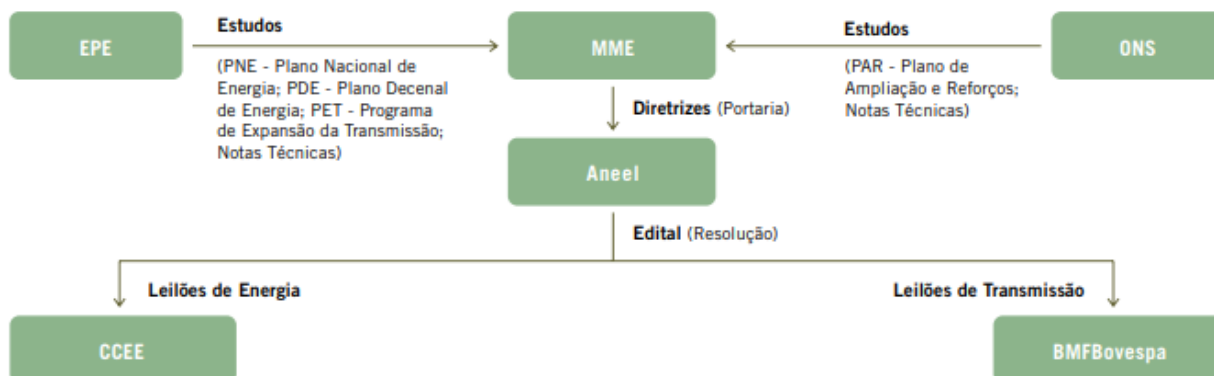 EPE
Estudos
(PNE - Plano Nacional de
Energia; PDE - Plano Decenal
de Energia; PET - Programa
de Expansão da Transmissão;
Notas Técnicas)
MME
Estudos
(PAR - Plano de
Ampliação e Reforços;
Notas Técnicas)
ONS
Diretrizes (Portaria)
Aneel
Edital (Resolução)
Leilões de Energia
Leilões de Transmissão
CCEE
BMFBovespa